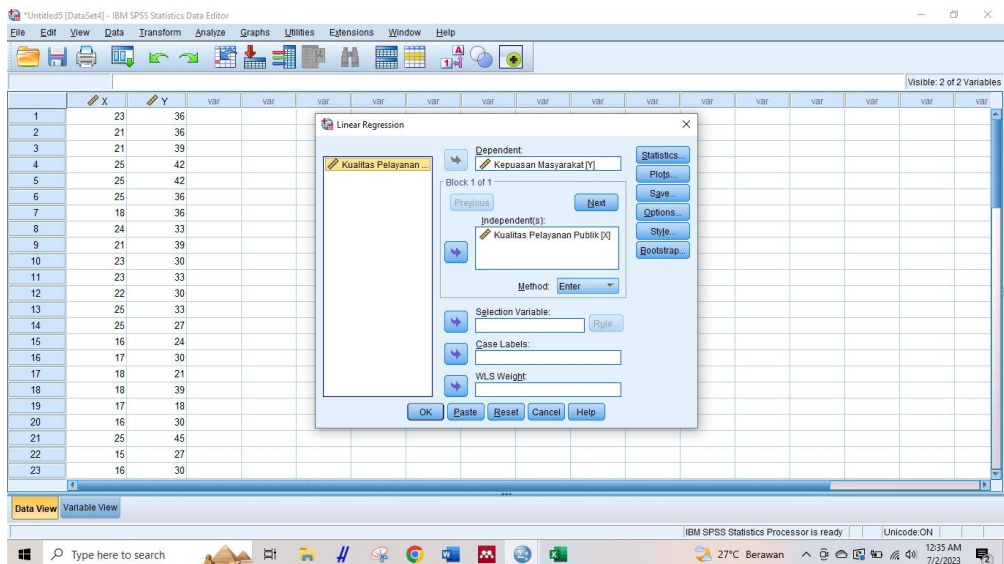 *Untitled5 [DataSet4] - IBM SPSS Statistics Data Editor
File Edit View Data Transform Analyze Graphs Utilities Extensions Window Help
Visible: 2 of 2 Variables
X Y var var var var var var var var var var var var var var
1 23 36
2 21 36
3 21 39
4 25 42
5 25 42
6 25 36
7 18 36
8 24 33
9 21 39
10 23 30
11 23 33
12 22 30
13 25 33
14 25 27
15 16 24
16 17 30
17 18 21
18 18 39
19 17 18
20 16 30
21 25 45
22 15 27
23 16 30
Linear Regression
Kualitas Pelayanan ...
Dependent:
Kepuasan Masyarakat [Y]
Block 1 of 1
Previous Next
Independent(s):
Kualitas Pelayanan Publik [X]
Method: Enter
Selection Variable:
Rule...
Case Labels:
WLS Weight:
Statistics...
Plots...
Save...
Options...
Style...
Bootstrap...
OK Paste Reset Cancel Help
Data View Variable View
IBM SPSS Statistics Processor is ready Unicode:ON
Type here to search
27°C Berawan
12:35 AM
7/2/2023